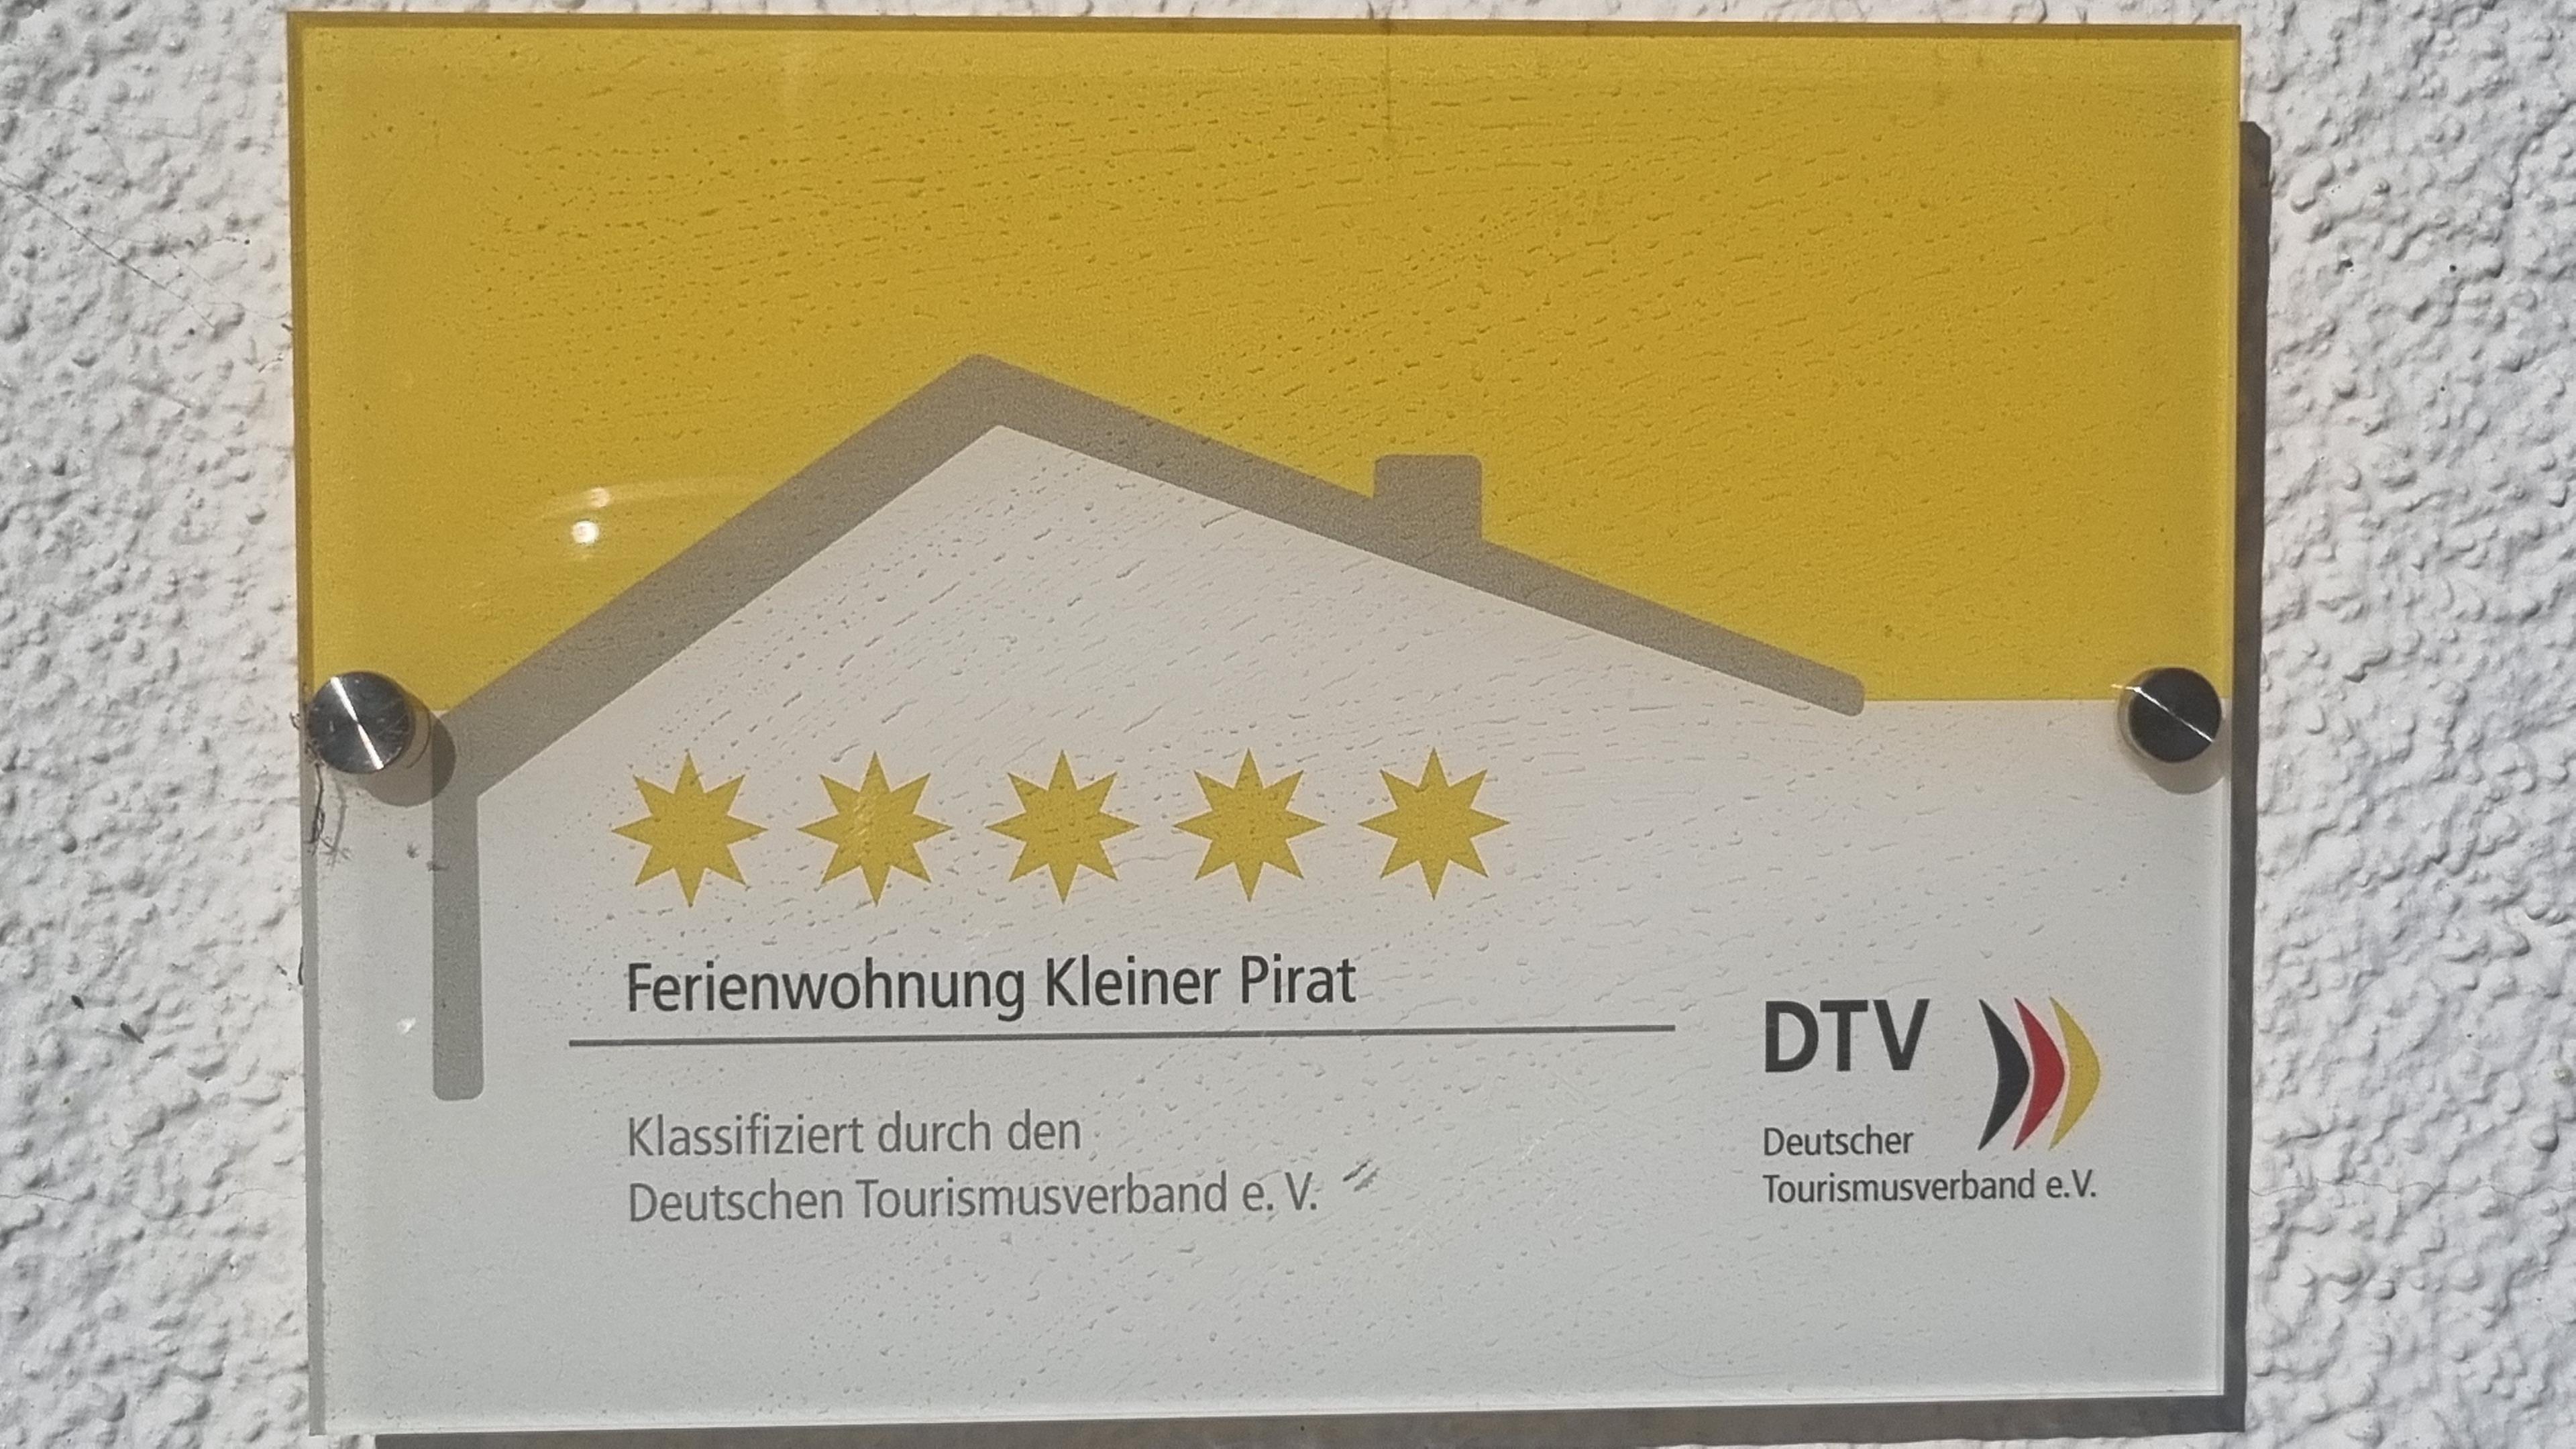 Ferienwohnung Kleiner Pirat
Klassifiziert durch den
Deutschen Tourismusverband e. V.
DTV
Deutscher
Tourismusverband e.V.